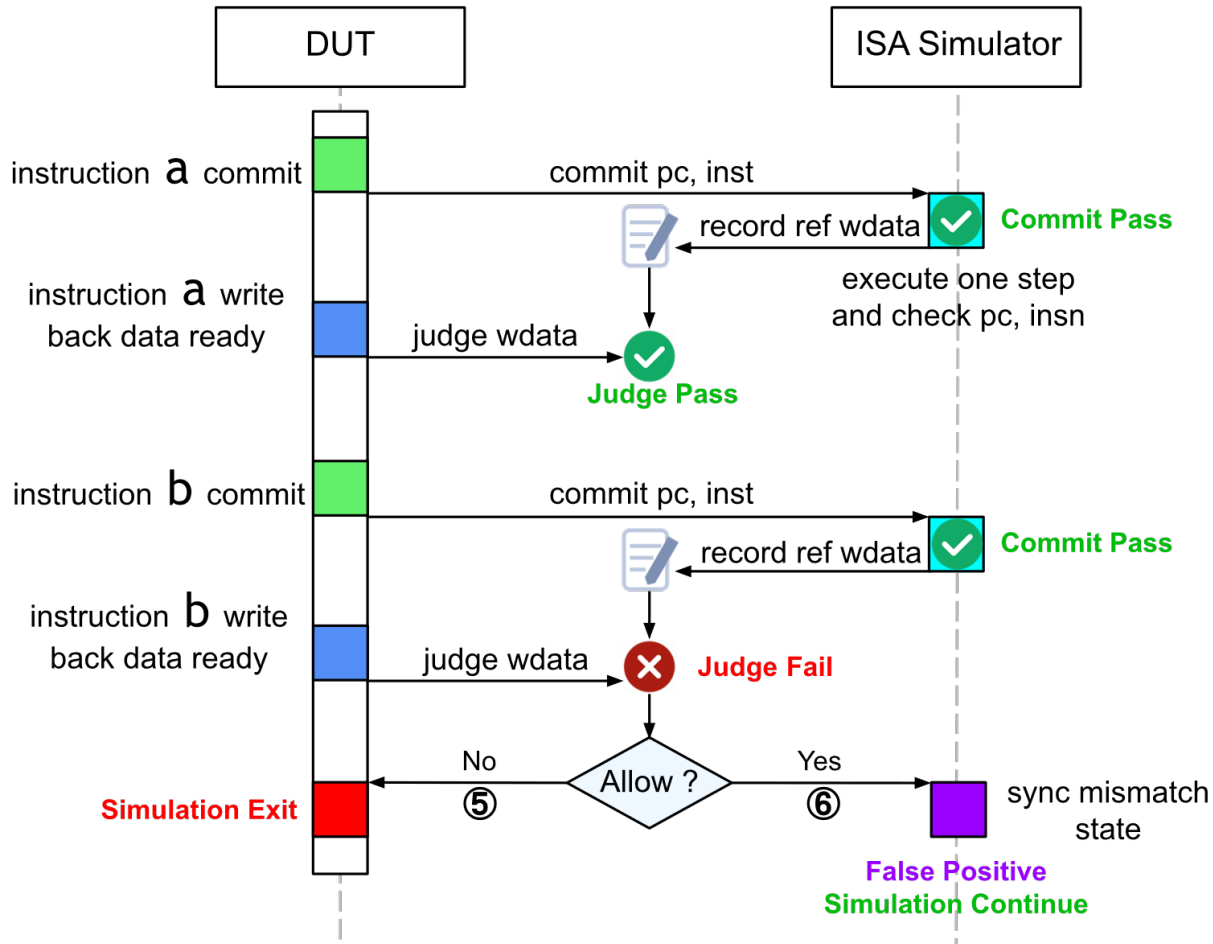 DUT
ISA Simulator
instruction a commit
commit pc, inst
record ref wdata
Commit Pass
execute one step
and check pc, insn
instruction a write
back data ready
judge wdata
Judge Pass
instruction b commit
commit pc, inst
record ref wdata
Commit Pass
instruction b write
back data ready
judge wdata
Judge Fail
No
Allow ?
Yes
⑤
⑥
Simulation Exit
sync mismatch
state
False Positive
Simulation Continue